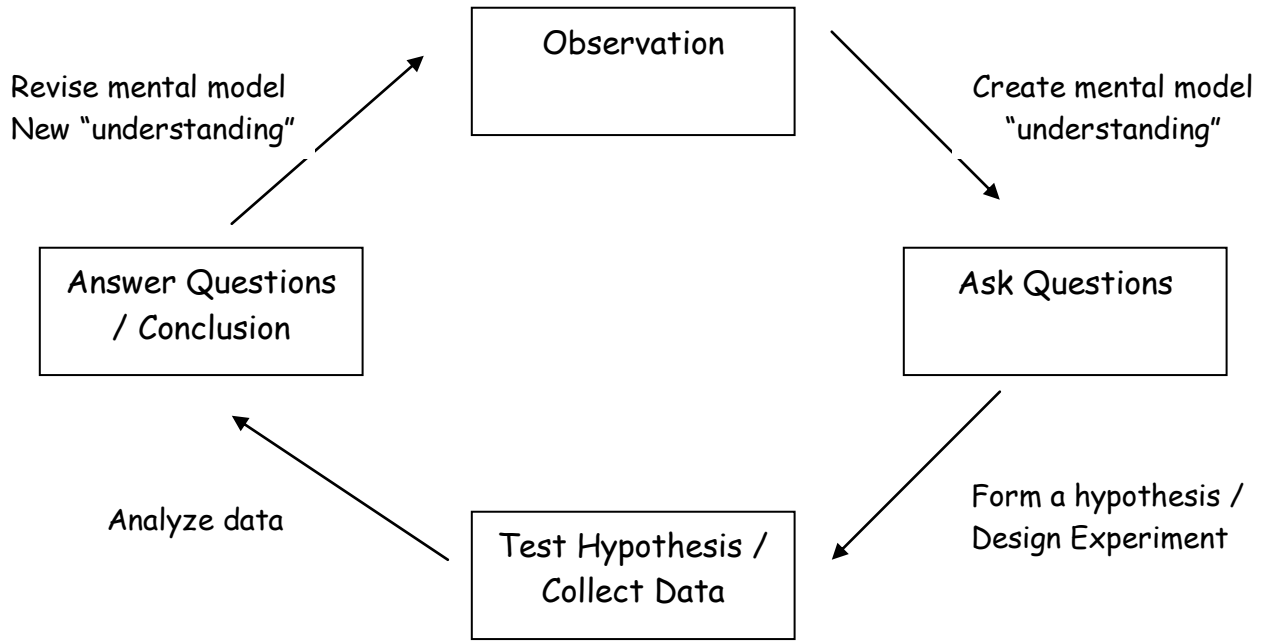 Observation
Revise mental model
New “understanding”
Create mental model
“understanding”
Answer Questions
/ Conclusion
Ask Questions
Analyze data
Form a hypothesis /
Design Experiment
Test Hypothesis /
Collect Data